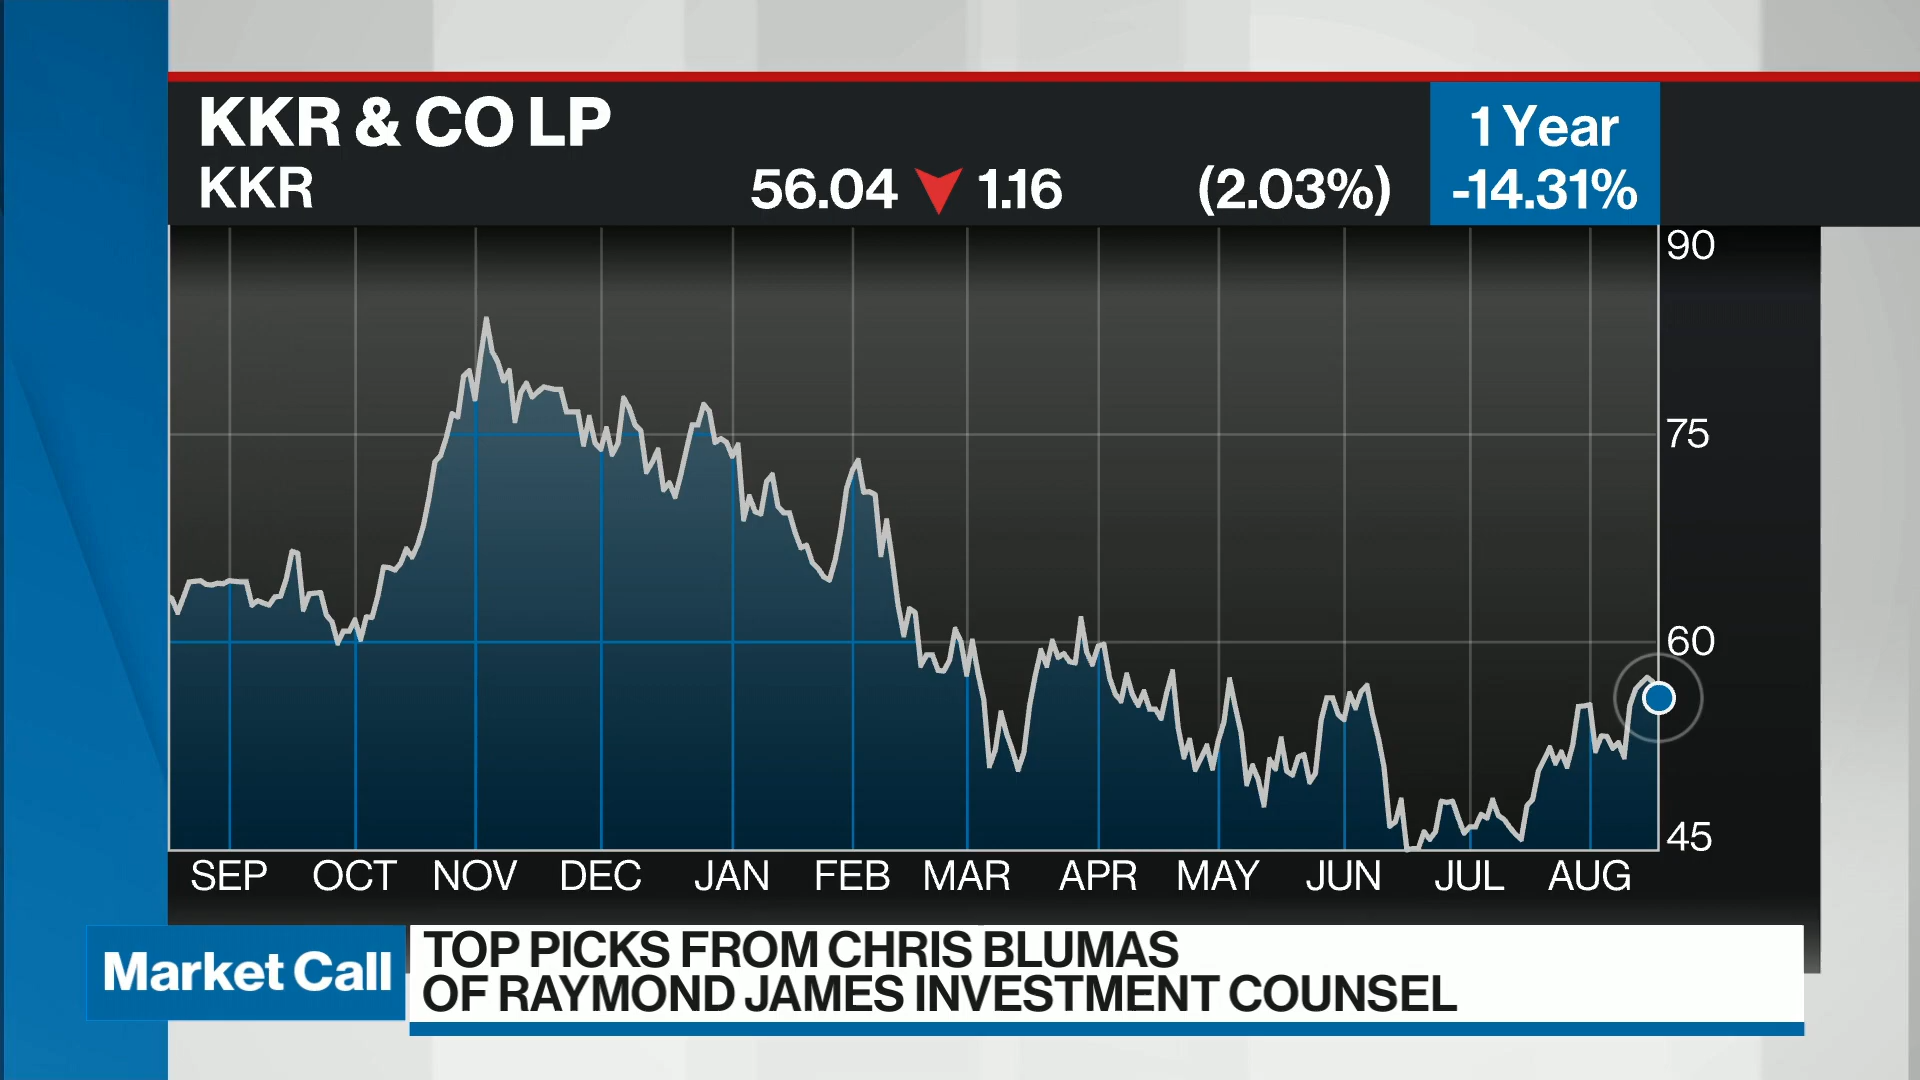 KKR & CO LP
KKR 56.04 1.16 (2.03%)
1 Year
-14.31%
90
75
60
45
SEP OCT NOV DEC JAN FEB MAR APR MAY JUN JUL AUG
Market Call
TOP PICKS FROM CHRIS BLUMAS
OF RAYMOND JAMES INVESTMENT COUNSEL